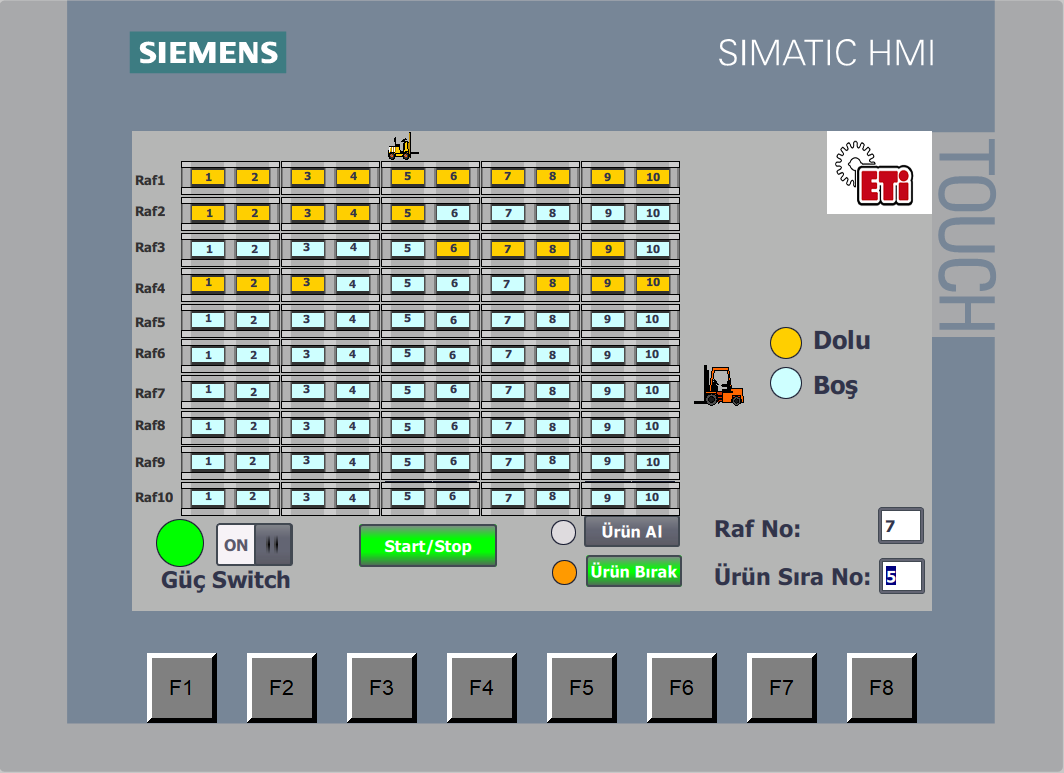 SIEMENS
SIMATIC HMI
TOUCH
ETi
Raf1 1 2 3 4 5 6 7 8 9 10
Raf2 1 2 3 4 5 6 7 8 9 10
Raf3 1 2 3 4 5 6 7 8 9 10
Raf4 1 2 3 4 5 6 7 8 9 10
Raf5 1 2 3 4 5 6 7 8 9 10
Raf6 1 2 3 4 5 6 7 8 9 10
Raf7 1 2 3 4 5 6 7 8 9 10
Raf8 1 2 3 4 5 6 7 8 9 10
Raf9 1 2 3 4 5 6 7 8 9 10
Raf10 1 2 3 4 5 6 7 8 9 10
Dolu
Boş
ON
Güç Switch
Start/Stop
Ürün Al
Ürün Bırak
Raf No: 7
Ürün Sıra No: 5
F1 F2 F3 F4 F5 F6 F7 F8